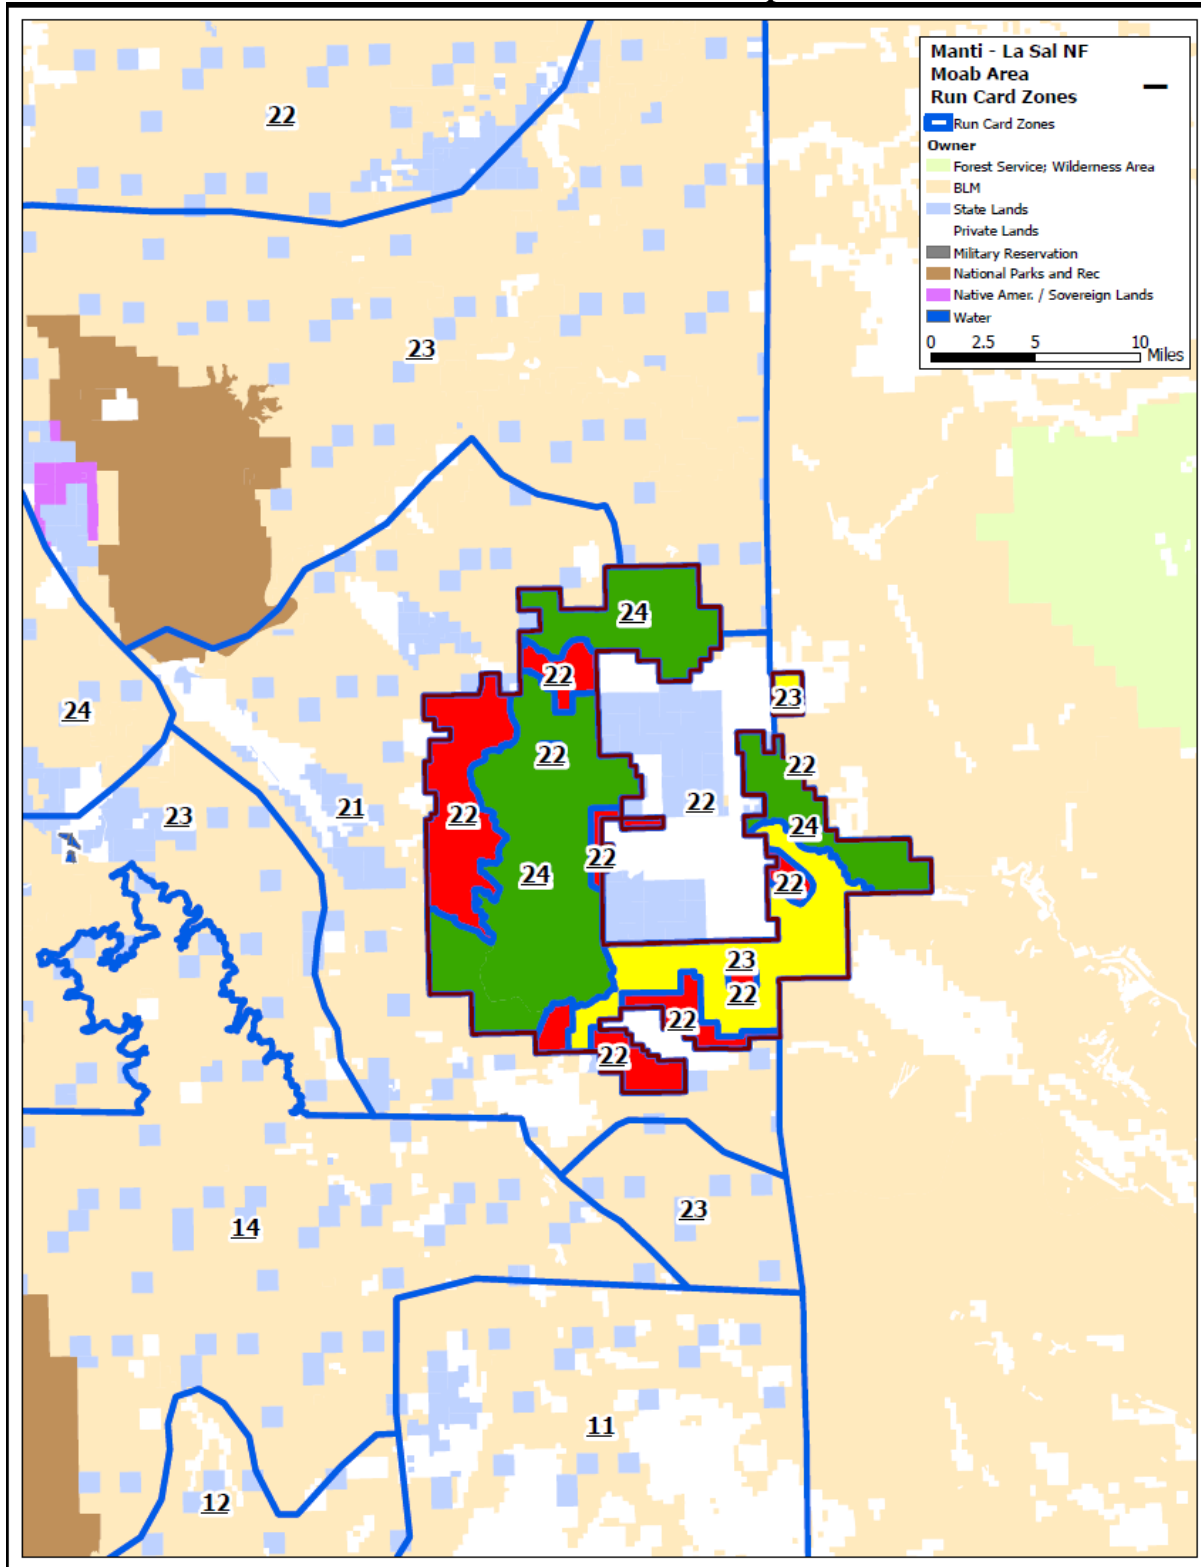 Manti - La Sal NF
Moab Area
Run Card Zones
Run Card Zones
Owner
Forest Service; Wilderness Area
BLM
State Lands
Private Lands
Military Reservation
National Parks and Rec
Native Amer. / Sovereign Lands
Water
0 2.5 5 10
Miles
22
23
24
22
23
24
22
22
21
23
22
22
24
22
24
22
23
22
22
22
23
14
11
12